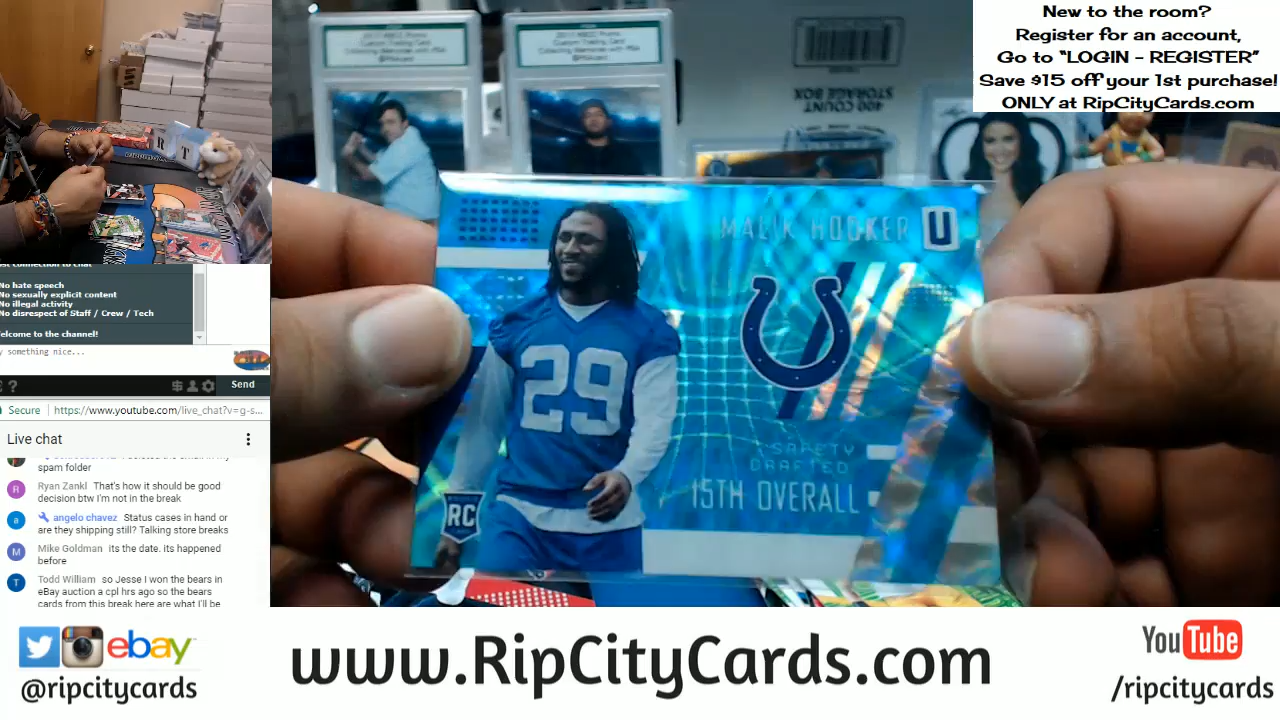 New to the room?
Register for an account,
Go to “LOGIN - REGISTER”
Save $15 off your 1st purchase!
ONLY at RipCityCards.com
Custom Trading Card
400 COUNT
STORAGE BOX
MALIK HOOKER U
29
RC
SAFETY
DRAFTED
15TH OVERALL
R T
No hate speech
No sexually explicit content
No illegal activity
No disrespect of Staff / Crew / Tech
elcome to the channel!
y something nice...
? $ Send
Secure https://www.youtube.com/live_chat?v=g-s...
Live chat
spam folder
R Ryan Zankl That's how it should be good
decision btw I'm not in the break
a angelo chavez Status cases in hand or
are they shipping still? Talking store breaks
M Mike Goldman its the date. its happened
before
T Todd William so Jesse I won the bears in
eBay auction a cpl hrs ago so the bears
cards from this break here are what I'll be
ebay
@ripcitycards
www.RipCityCards.com
YouTube
/ripcitycards